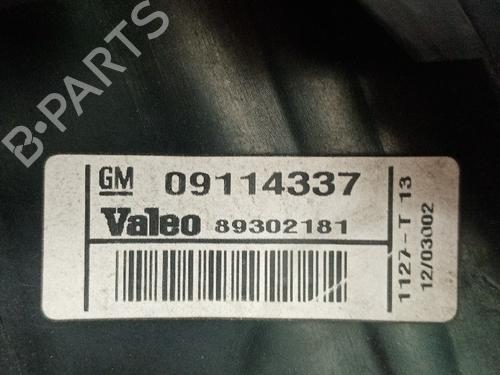 B-PARTS
GM 09114337
Valeo 89302181
1127-T 13
12/03002